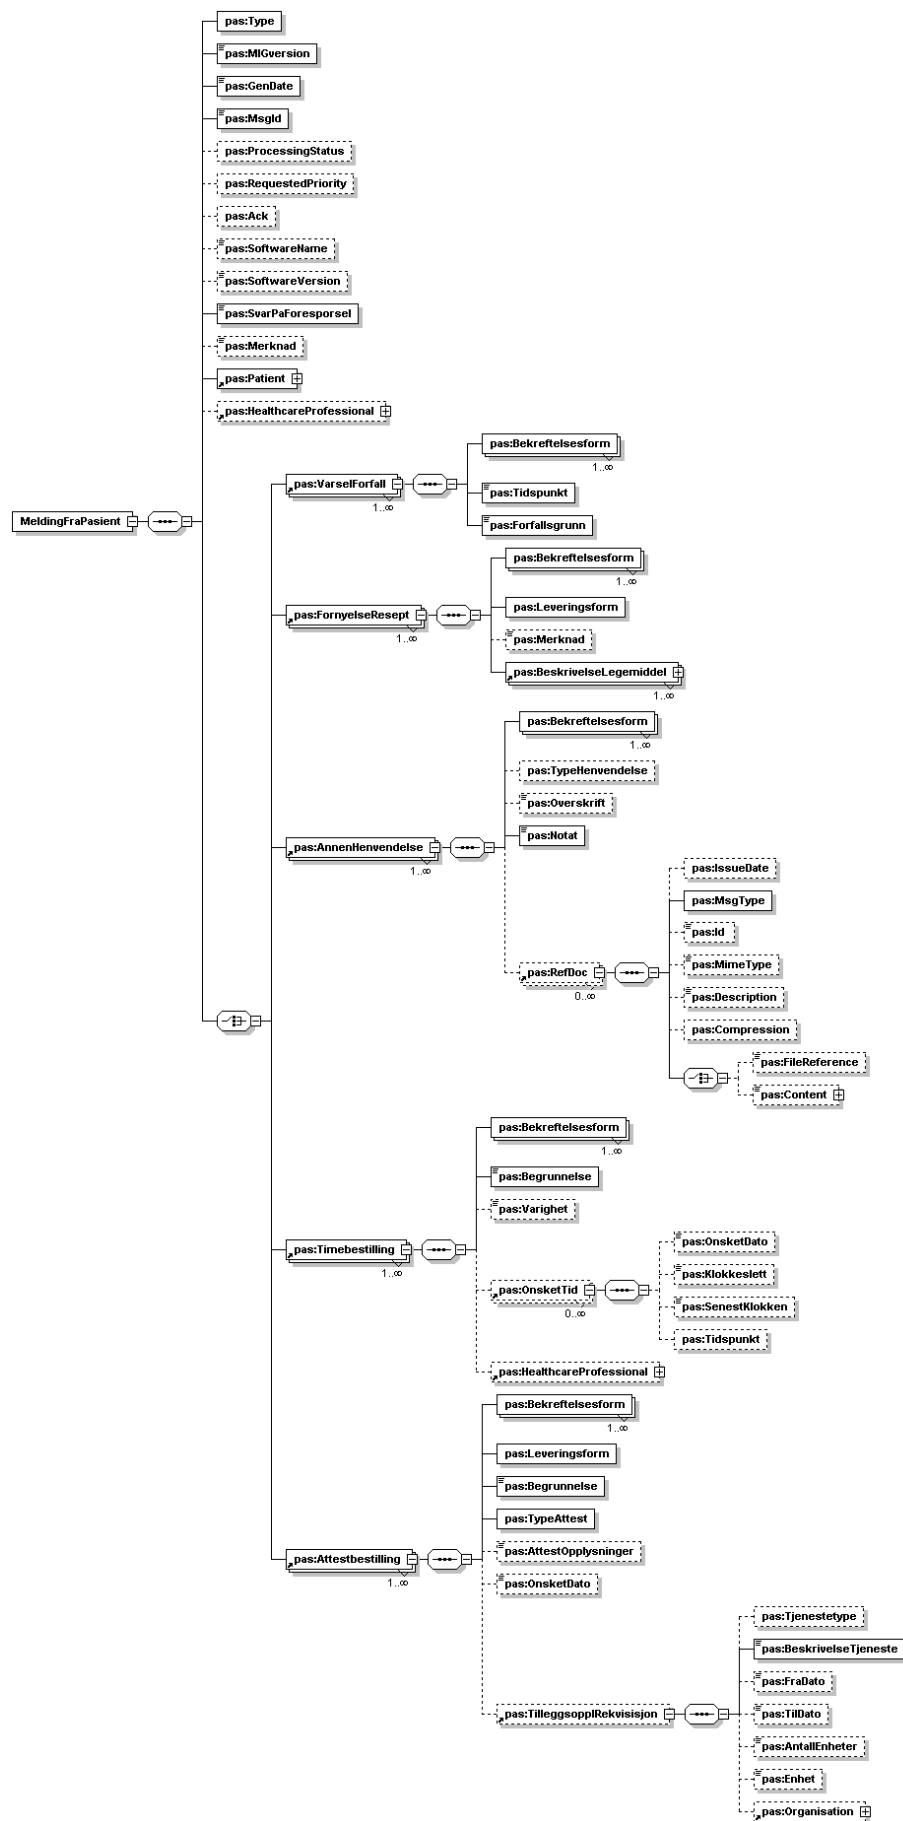 pas:Type
pas:MIGversion
pas:GenDate
pas:MsgId
pas:ProcessingStatus
pas:RequestedPriority
pas:Ack
pas:SoftwareName
pas:SoftwareVersion
pas:SvarPaForesporsel
pas:Merknad
pas:Patient
pas:HealthcareProfessional
MeldingFraPasient
pas:VarselForfall
1..∞
pas:Bekreftelsesform
1..∞
pas:Tidspunkt
pas:Forfallsgrunn
pas:FornyelseResept
1..∞
pas:Bekreftelsesform
1..∞
pas:Leveringsform
pas:Merknad
pas:BeskrivelseLegemiddel
1..∞
pas:AnnenHenvendelse
1..∞
pas:Bekreftelsesform
1..∞
pas:TypeHenvendelse
pas:Overskrift
pas:Notat
pas:RefDoc
0..∞
pas:IssueDate
pas:MsgType
pas:Id
pas:MimeType
pas:Description
pas:Compression
pas:FileReference
pas:Content
pas:Timebestilling
1..∞
pas:Bekreftelsesform
1..∞
pas:Begrunnelse
pas:Varighet
pas:OnsketTid
0..∞
pas:OnsketDato
pas:Klokkeslett
pas:SenestKlokken
pas:Tidspunkt
pas:HealthcareProfessional
pas:Attestbestilling
1..∞
pas:Bekreftelsesform
1..∞
pas:Leveringsform
pas:Begrunnelse
pas:TypeAttest
pas:AttestOpplysninger
pas:OnsketDato
pas:TilleggsopplRekvisisjon
pas:Tjenestetype
pas:BeskrivelseTjeneste
pas:FraDato
pas:TilDato
pas:AntallEnheter
pas:Enhet
pas:Organisation